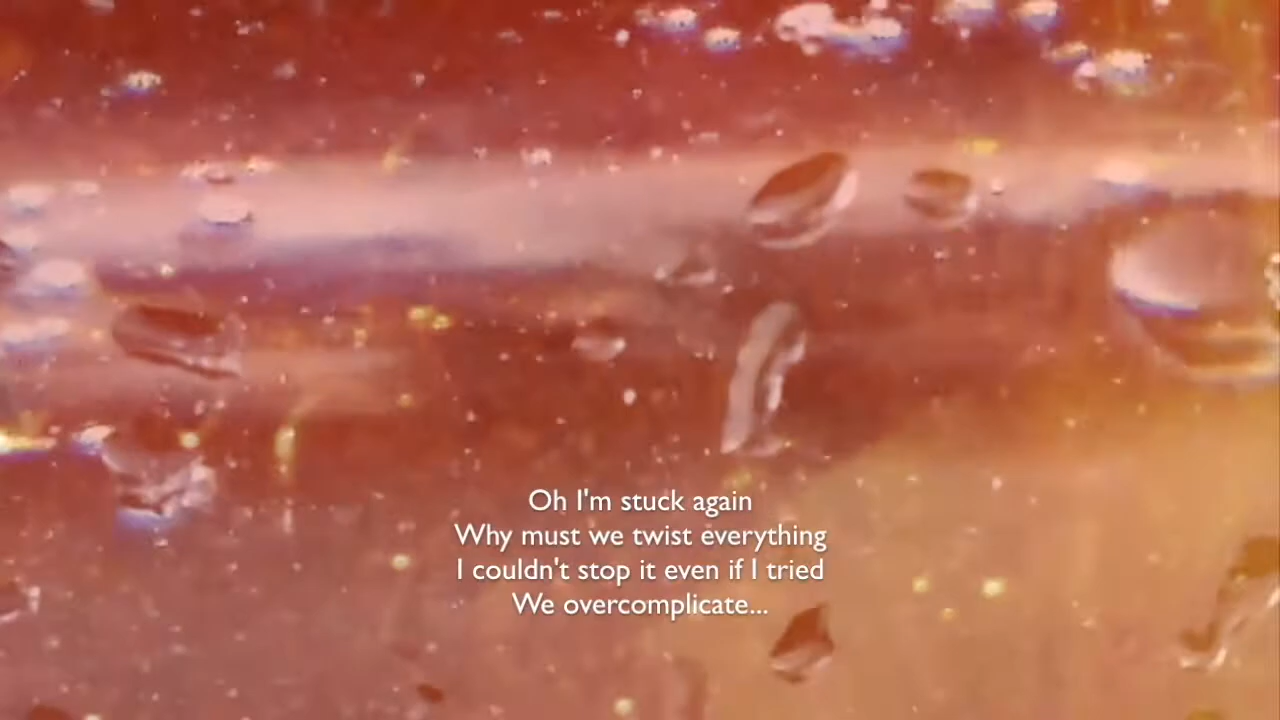 Oh I'm stuck again
Why must we twist everything
I couldn't stop it even if I tried
We overcomplicate...